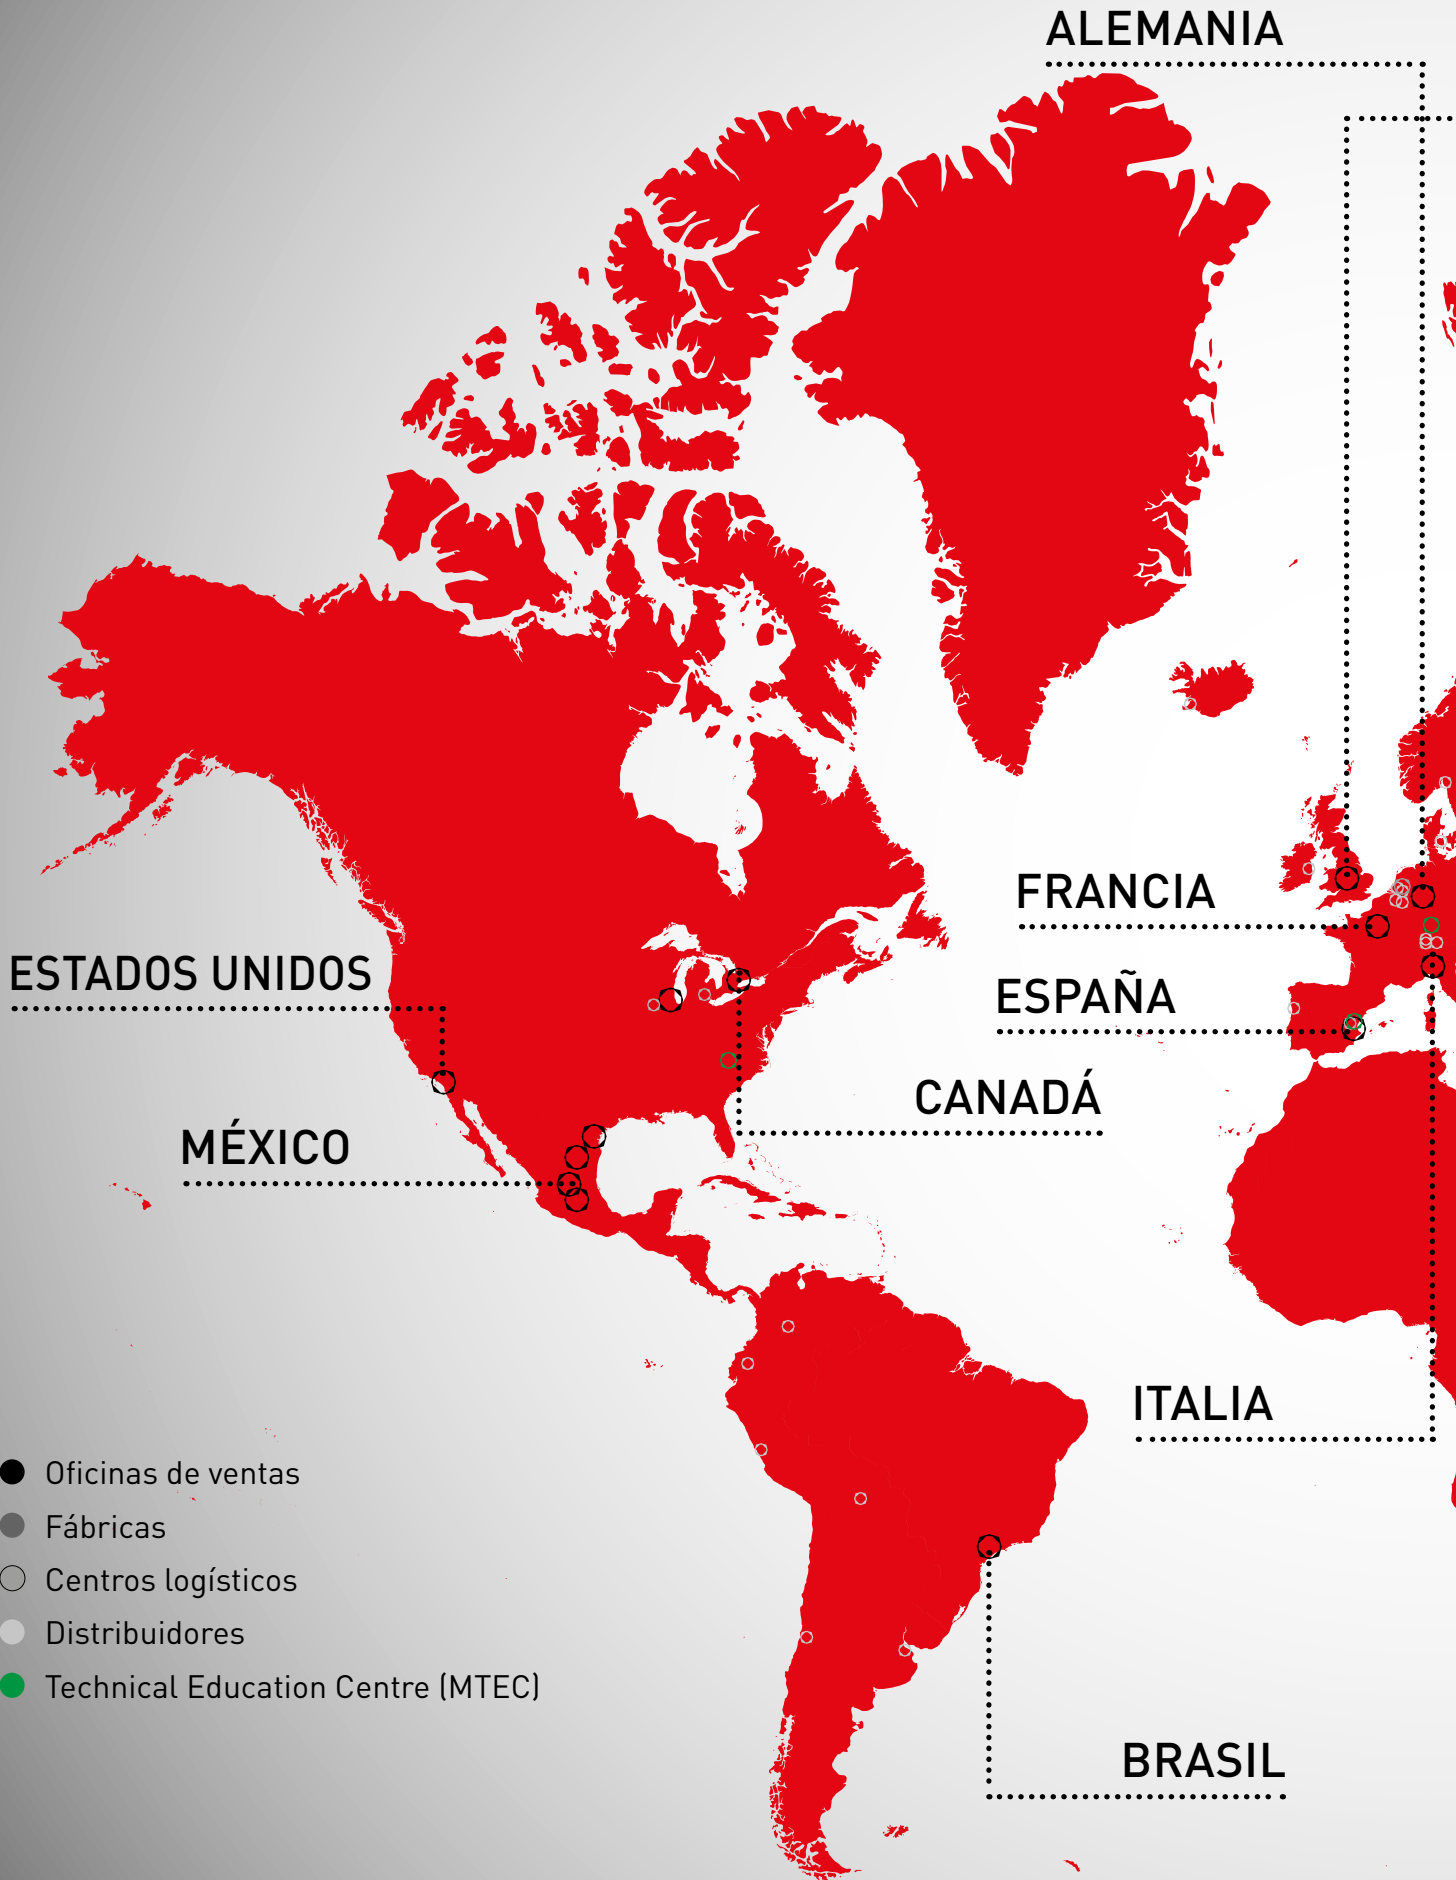 ALEMANIA
FRANCIA
ESTADOS UNIDOS
ESPAÑA
CANADÁ
MÉXICO
ITALIA
Oficinas de ventas
Fábricas
Centros logísticos
Distribuidores
Technical Education Centre (MTEC)
BRASIL